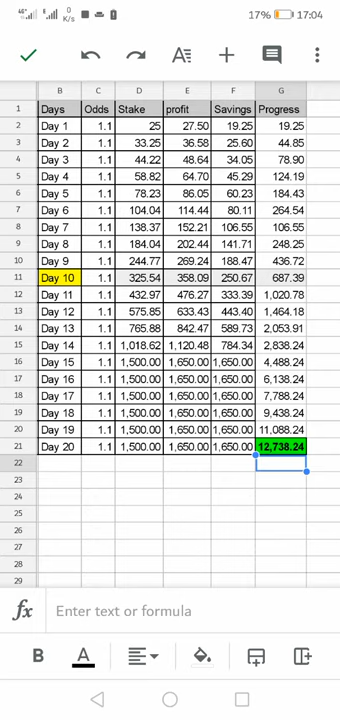 4G 0 K/s 17% 17:04
B C D E F G
1 Days Odds Stake profit Savings Progress
2 Day 1 1.1 25 27.50 19.25 19.25
3 Day 2 1.1 33.25 36.58 25.60 44.85
4 Day 3 1.1 44.22 48.64 34.05 78.90
5 Day 4 1.1 58.82 64.70 45.29 124.19
6 Day 5 1.1 78.23 86.05 60.23 184.43
7 Day 6 1.1 104.04 114.44 80.11 264.54
8 Day 7 1.1 138.37 152.21 106.55 106.55
9 Day 8 1.1 184.04 202.44 141.71 248.25
10 Day 9 1.1 244.77 269.24 188.47 436.72
11 Day 10 1.1 325.54 358.09 250.67 687.39
12 Day 11 1.1 432.97 476.27 333.39 1,020.78
13 Day 12 1.1 575.85 633.43 443.40 1,464.18
14 Day 13 1.1 765.88 842.47 589.73 2,053.91
15 Day 14 1.1 1,018.62 1,120.48 784.34 2,838.24
16 Day 15 1.1 1,500.00 1,650.00 1,650.00 4,488.24
17 Day 16 1.1 1,500.00 1,650.00 1,650.00 6,138.24
18 Day 17 1.1 1,500.00 1,650.00 1,650.00 7,788.24
19 Day 18 1.1 1,500.00 1,650.00 1,650.00 9,438.24
20 Day 19 1.1 1,500.00 1,650.00 1,650.00 11,088.24
21 Day 20 1.1 1,500.00 1,650.00 1,650.00 12,738.24
22
23
24
25
26
27
28
29
fx Enter text or formula
B A